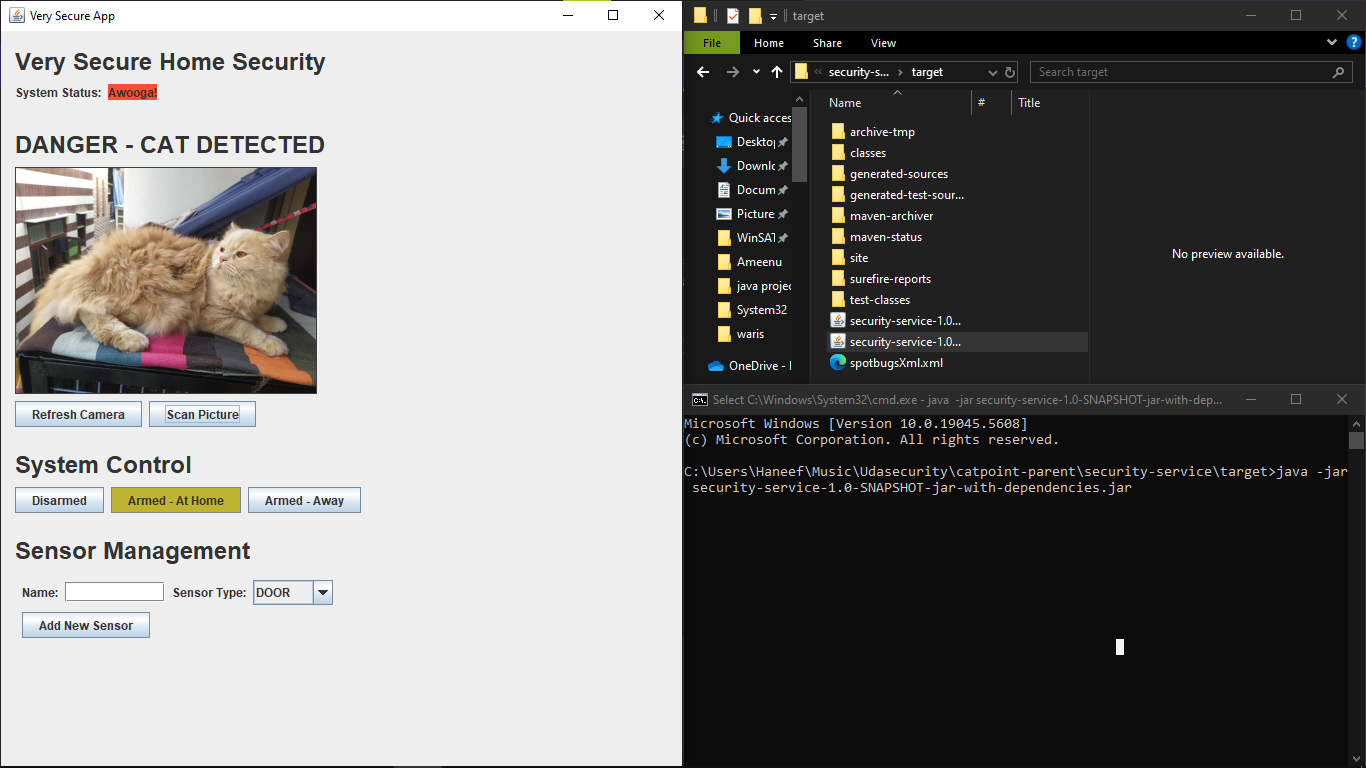 Very Secure App
Very Secure Home Security
System Status: Awooga!
DANGER - CAT DETECTED
Refresh Camera Scan Picture
System Control
Disarmed Armed - At Home Armed - Away
Sensor Management
Name: Sensor Type: DOOR
Add New Sensor
target
File Home Share View
security-s... target Search target
Quick acces
Desktop
Downlo
Docum
Picture
WinSAT
Ameenu
java projec
System32
waris
OneDrive - 
Name # Title
archive-tmp
classes
generated-sources
generated-test-sour...
maven-archiver
maven-status
site
surefire-reports
test-classes
security-service-1.0...
security-service-1.0...
spotbugsXml.xml
No preview available.
Select C:\Windows\System32\cmd.exe - java -jar security-service-1.0-SNAPSHOT-jar-with-dep...
Microsoft Windows [Version 10.0.19045.5608]
(c) Microsoft Corporation. All rights reserved.
C:\Users\Haneef\Music\Udasecurity\catpoint-parent\security-service\target>java -jar
security-service-1.0-SNAPSHOT-jar-with-dependencies.jar